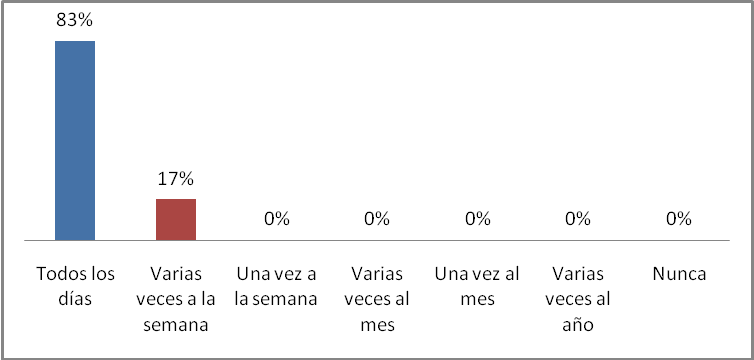 83%
17%
0%
0%
0%
0%
0%
Todos los
días
Varias
veces a la
semana
Una vez a
la semana
Varias
veces al
mes
Una vez al
mes
Varias
veces al
año
Nunca